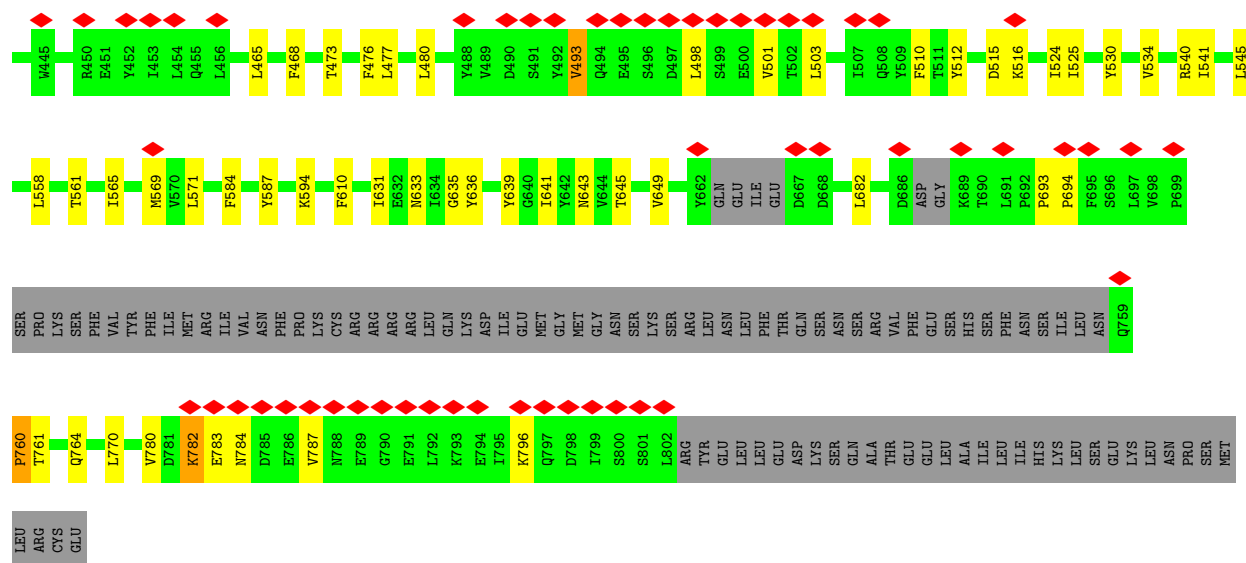 W445 R450 E451 Y452 I453 L454 Q455 L456 L465 F468 T473 F476 L477 L480 Y488 V489 D490 S491 Y492 V493 Q494 E495 S496 D497 L498 S499 E500 V501 T502 L503 I507 Q508 Y509 F510 T511 Y512 D515 K516 I524 I525 Y530 V534 R540 I541 L545
L558 T561 I565 M569 V570 L571 F584 Y587 K594 F610 I631 E632 N633 I634 G635 Y636 Y639 G640 I641 Y642 N643 V644 T645 V649 Y662 GLN GLU ILE GLU D667 D668 L682 D686 ASP GLY K689 T690 L691 P692 P693 P694 F695 S696 L697 V698 P699
SER PRO LYS SER PHE VAL TYR PHE ILE MET ARG ILE VAL ASN PHE PRO LYS CYS ARG ARG ARG ARG LEU GLN LYS ASP ILE GLU MET GLY MET GLY ASN SER LYS SER ARG LEU ASN LEU PHE THR GLN SER ASN SER ARG VAL PHE GLU SER HIS SER PHE ASN SER ILE LEU ASN Q759
P760 T761 Q764 L770 V780 D781 K782 E783 N784 D785 E786 V787 N788 E789 G790 E791 L792 K793 E794 I795 K796 Q797 D798 I799 S800 S801 L802 ARG TYR GLU LEU LEU GLU ASP LYS SER GLN ALA THR GLU GLU LEU ALA ILE LEU ILE HIS LYS LEU SER GLU LYS LEU ASN PRO SER MET
LEU ARG CYS GLU